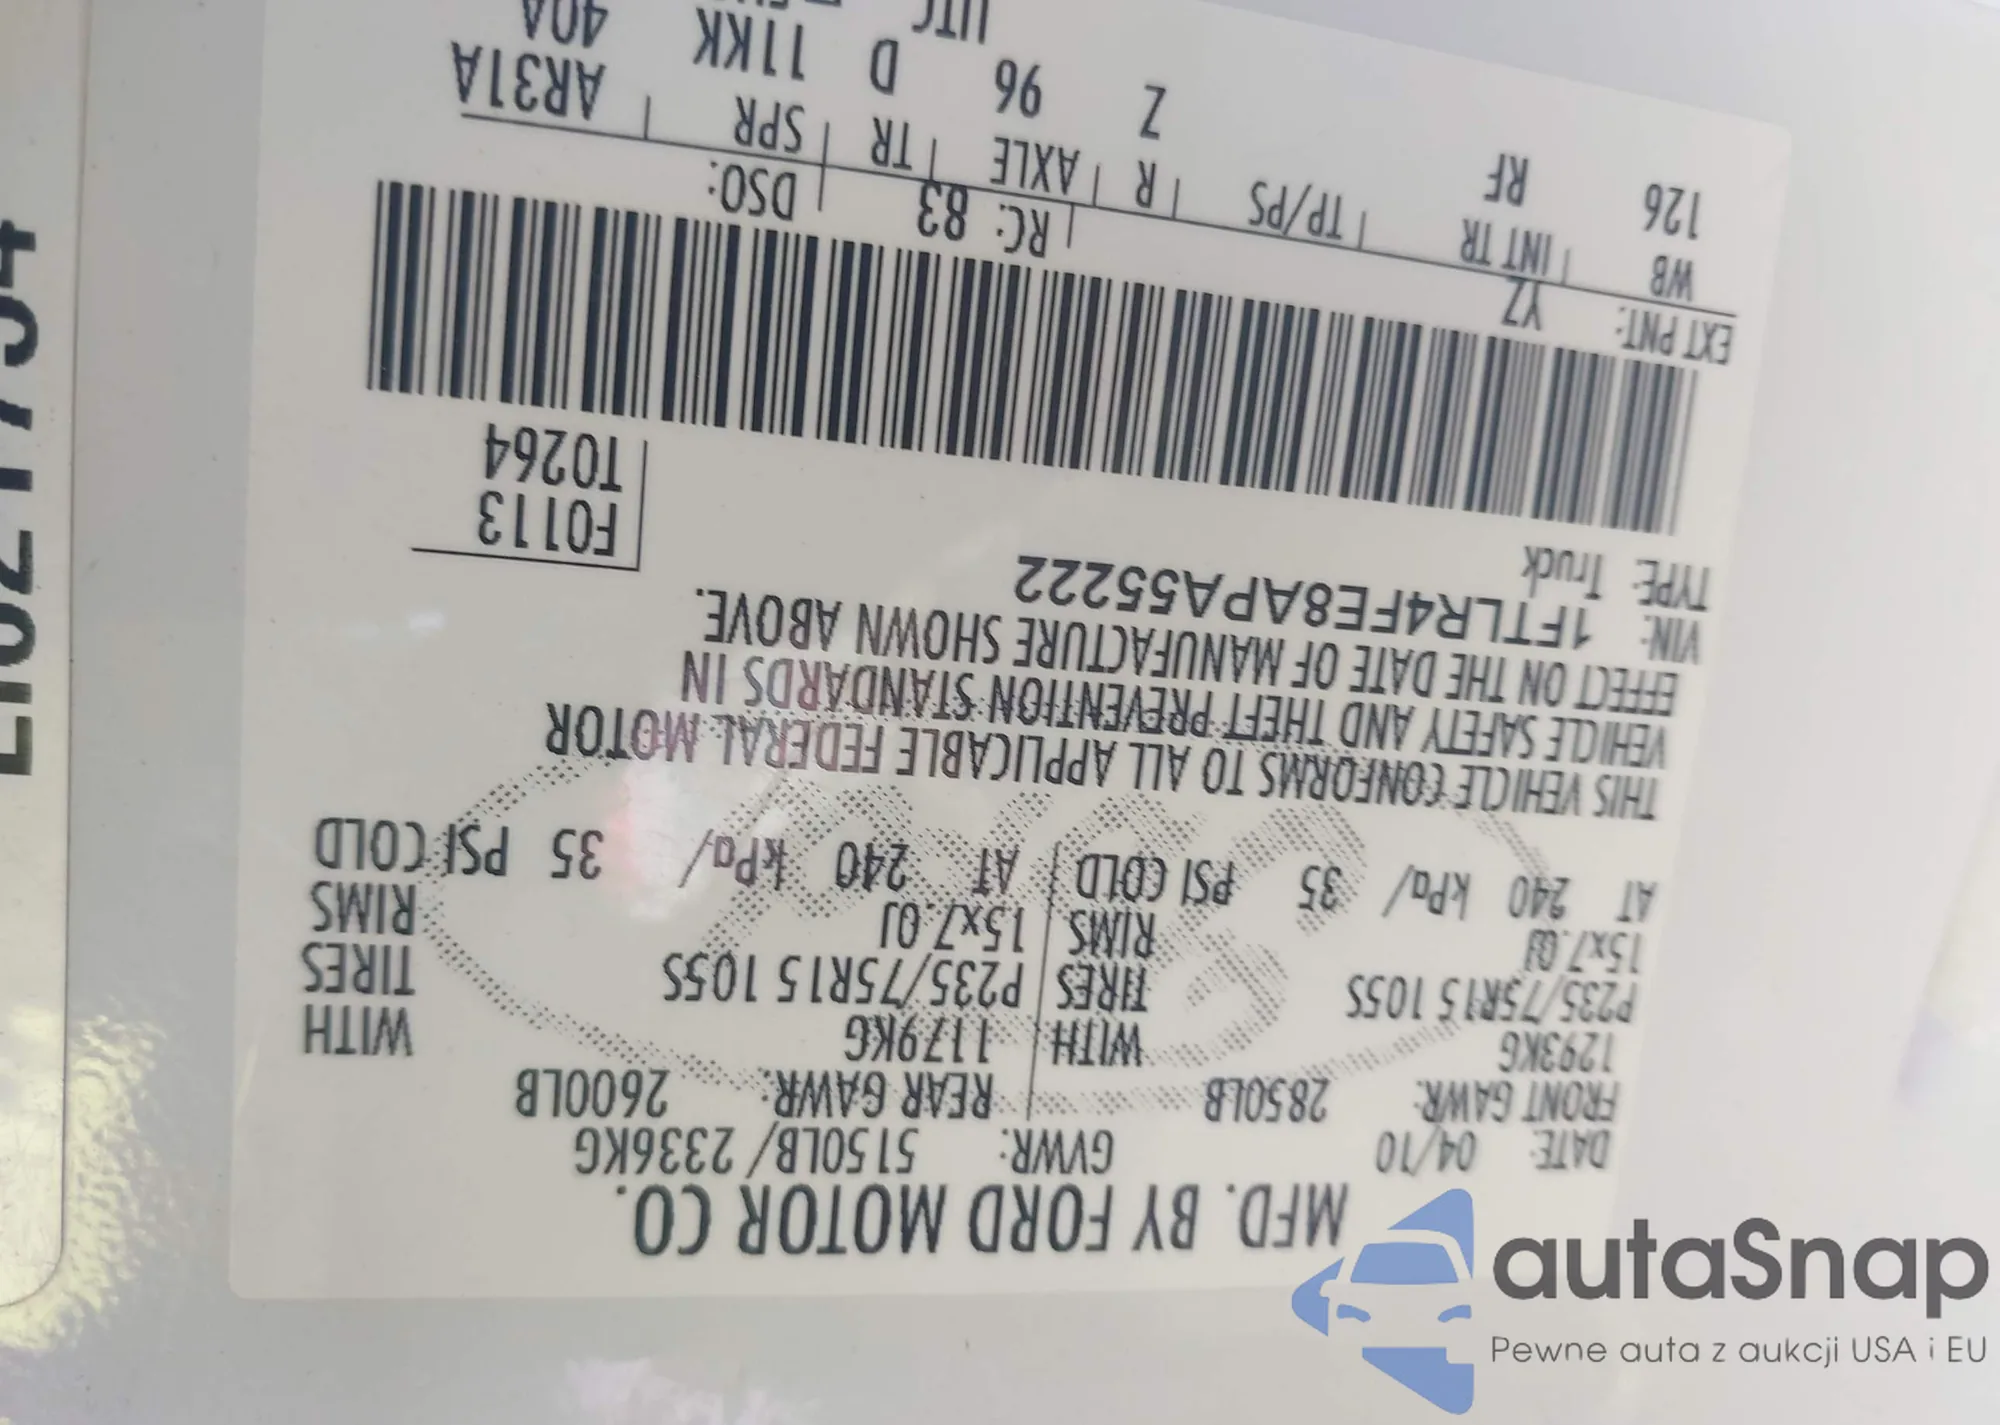 MFD. BY FORD MOTOR CO.
DATE: 04/10 GVWR: 5150LB/ 2336KG
FRONT GAWR: 2850LB REAR GAWR: 2600LB
1293KG WITH 1179KG WITH
P235/75R15 105S TIRES P235/75R15 105S TIRES
15x7.0J RIMS 15x7.0J RIMS
AT 240 kPa/ 35 PSI COLD AT 240 kPa/ 35 PSI COLD
THIS VEHICLE CONFORMS TO ALL APPLICABLE FEDERAL MOTOR
VEHICLE SAFETY AND THEFT PREVENTION STANDARDS IN
EFFECT ON THE DATE OF MANUFACTURE SHOWN ABOVE.
VIN: 1FTLR4FE8APA55222
TYPE: Truck
F0113
T0264
EXT PNT: YZ RC: 83 DSO:
WB INT TR TP/PS R AXLE TR SPR AR31A
126 RF Z 96 D 11KK 40A
UTC
autaSnap
Pewne auta z aukcji USA i EU